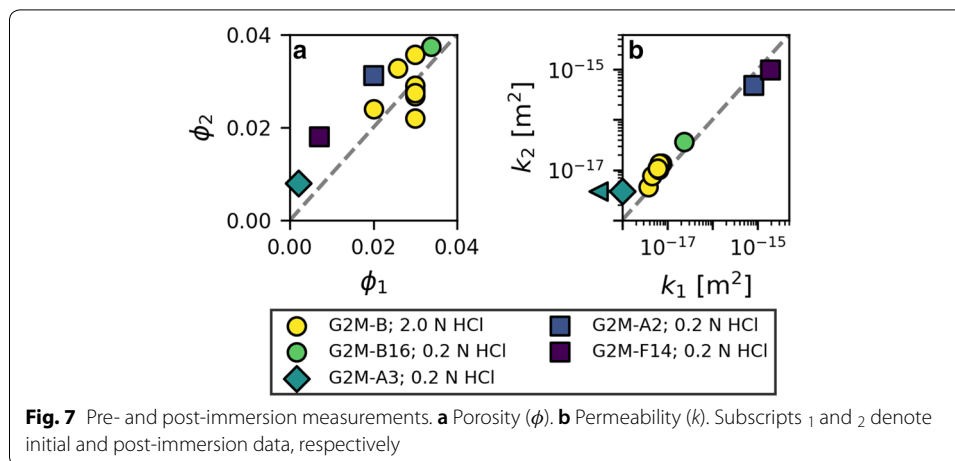 a
0.04
0.02
0.00
ϕ2
0.00 0.02 0.04
ϕ1
b
10−15
10−17
k2 [m2]
10−17 10−15
k1 [m2]
G2M-B; 2.0 N HCl
G2M-B16; 0.2 N HCl
G2M-A3; 0.2 N HCl
G2M-A2; 0.2 N HCl
G2M-F14; 0.2 N HCl
Fig. 7 Pre- and post-immersion measurements. a Porosity (ϕ). b Permeability (k). Subscripts 1 and 2 denote
initial and post-immersion data, respectively